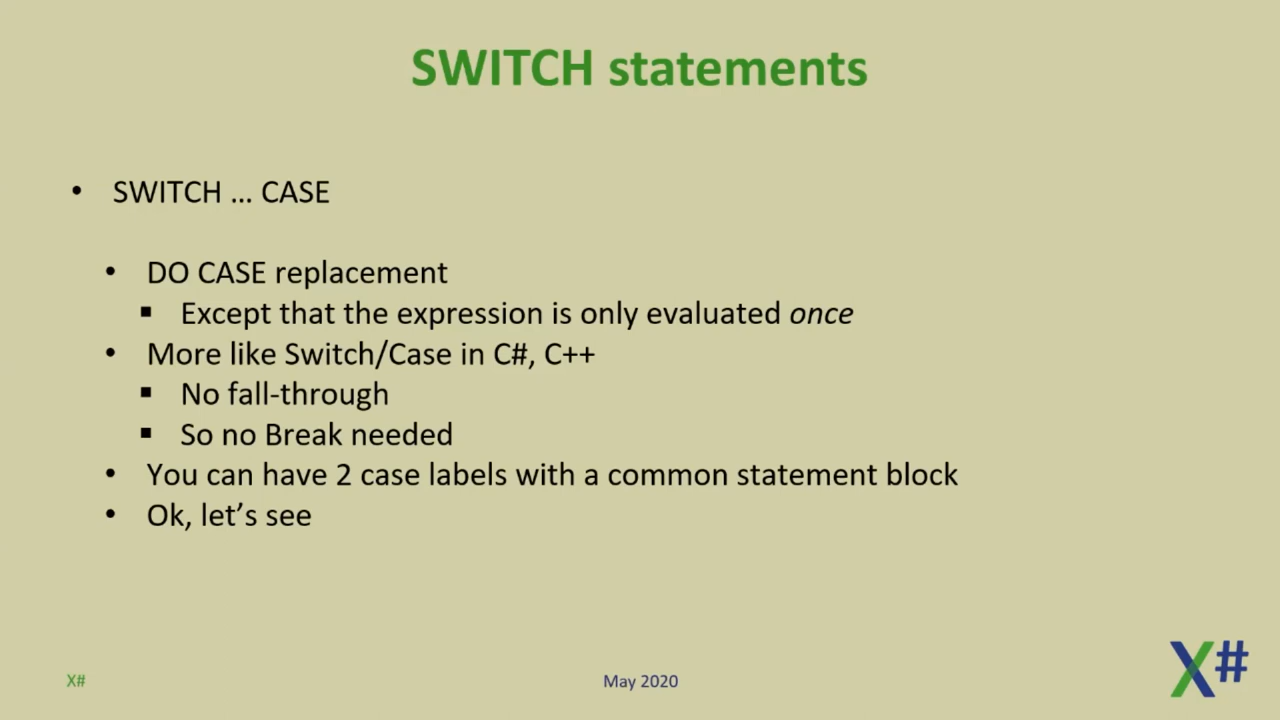 SWITCH statements
• SWITCH … CASE
• DO CASE replacement
▪ Except that the expression is only evaluated once
• More like Switch/Case in C#, C++
▪ No fall-through
▪ So no Break needed
• You can have 2 case labels with a common statement block
• Ok, let’s see
X#
May 2020
X#